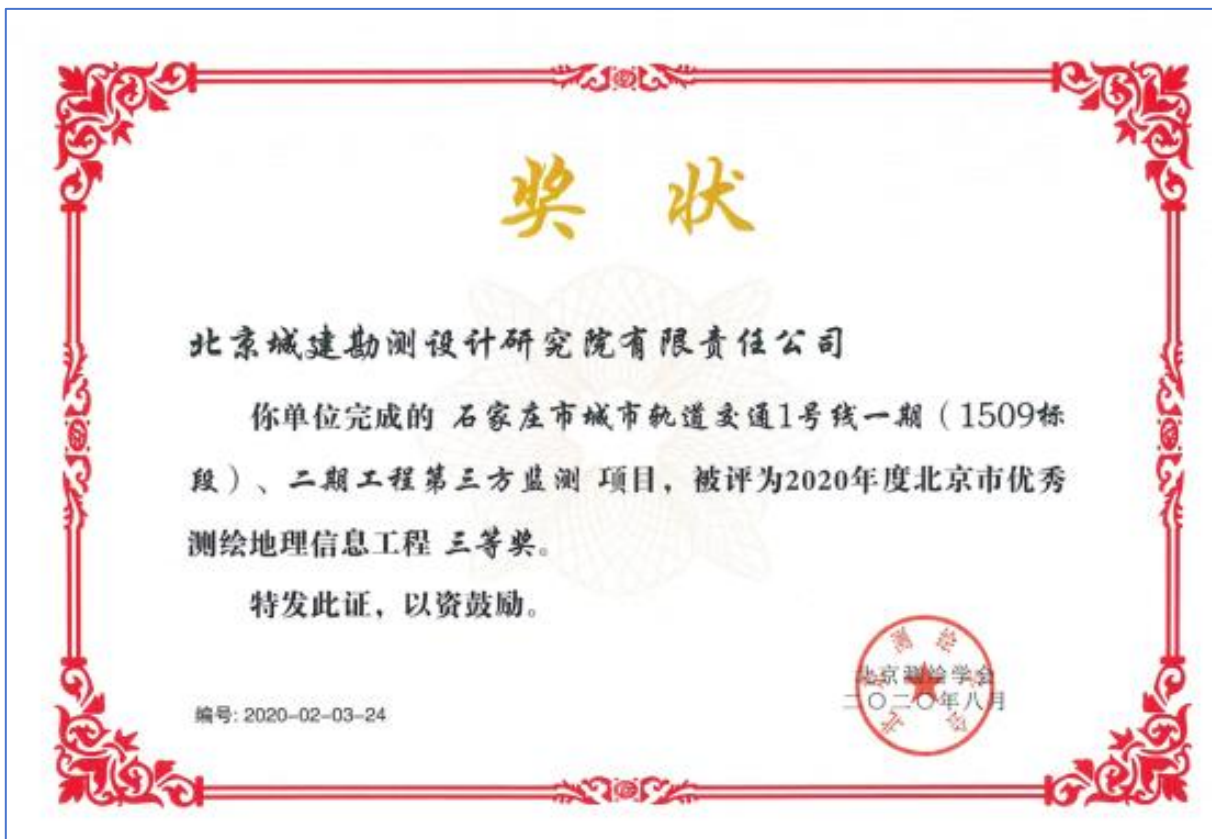 奖 状
北京城建勘测设计研究院有限责任公司
你单位完成的 石家庄市城市轨道交通1号线一期（1509标
段）、二期工程第三方监测 项目，被评为2020年度北京市优秀
测绘地理信息工程 三等奖。
特发此证，以资鼓励。
北京测绘学会
二〇二〇年八月
编号: 2020-02-03-24